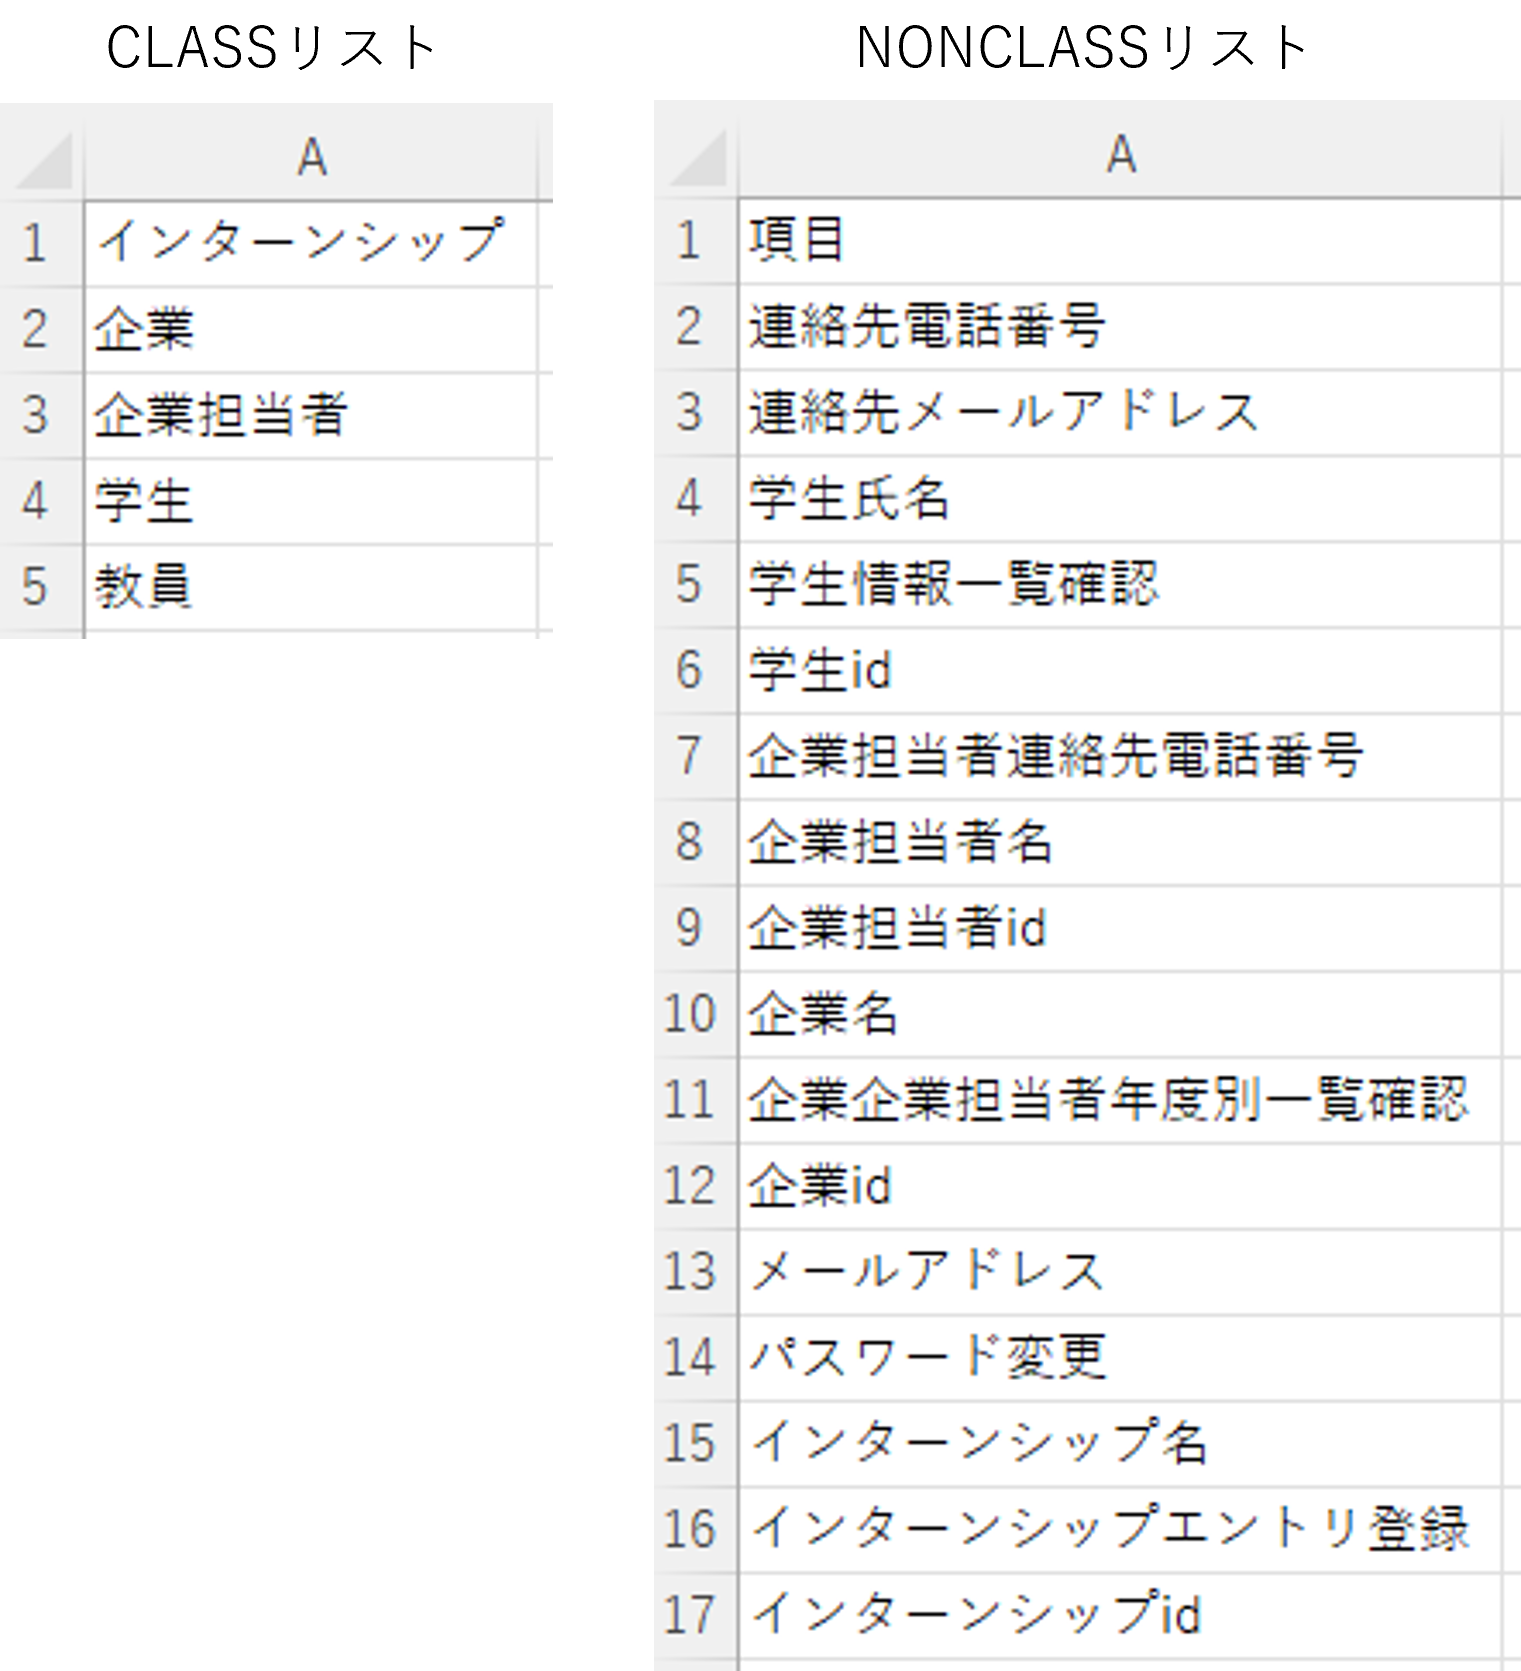 CLASSリスト
A
1 インターンシップ
2 企業
3 企業担当者
4 学生
5 教員
NONCLASSリスト
A
1 項目
2 連絡先電話番号
3 連絡先メールアドレス
4 学生氏名
5 学生情報一覧確認
6 学生id
7 企業担当者連絡先電話番号
8 企業担当者名
9 企業担当者id
10 企業名
11 企業企業担当者年度別一覧確認
12 企業id
13 メールアドレス
14 パスワード変更
15 インターンシップ名
16 インターンシップエントリ登録
17 インターンシップid